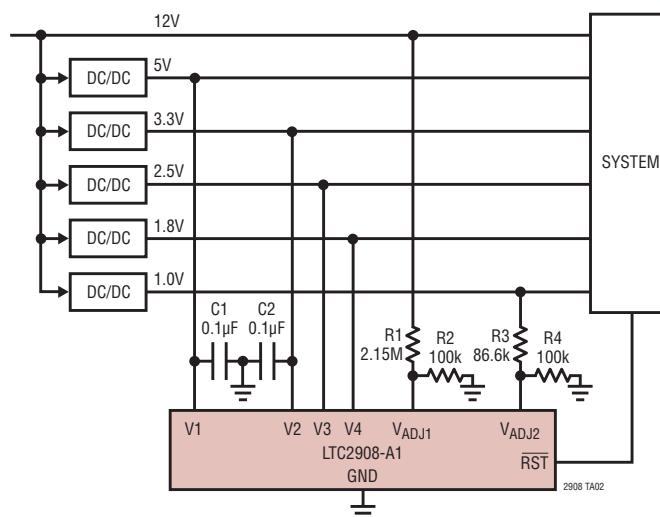 12V
5V
DC/DC
3.3V
DC/DC
2.5V
DC/DC
SYSTEM
1.8V
DC/DC
1.0V
DC/DC
C1
0.1µF
C2
0.1µF
R1
2.15M
R2
100k
R3
86.6k
R4
100k
V1
V2
V3
V4
VADJ1
VADJ2
LTC2908-A1
RST
GND
2908 TA02